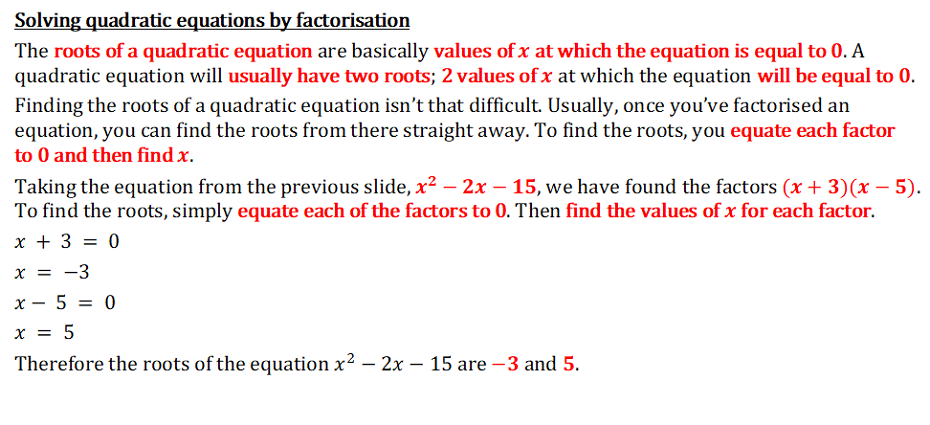 Solving quadratic equations by factorisation
The roots of a quadratic equation are basically values of x at which the equation is equal to 0. A
quadratic equation will usually have two roots; 2 values of x at which the equation will be equal to 0.
Finding the roots of a quadratic equation isn't that difficult. Usually, once you've factorised an
equation, you can find the roots from there straight away. To find the roots, you equate each factor
to 0 and then find x.
Taking the equation from the previous slide, x² − 2x − 15, we have found the factors (x + 3)(x − 5).
To find the roots, simply equate each of the factors to 0. Then find the values of x for each factor.
x + 3 = 0
x = −3
x − 5 = 0
x = 5
Therefore the roots of the equation x² − 2x − 15 are −3 and 5.